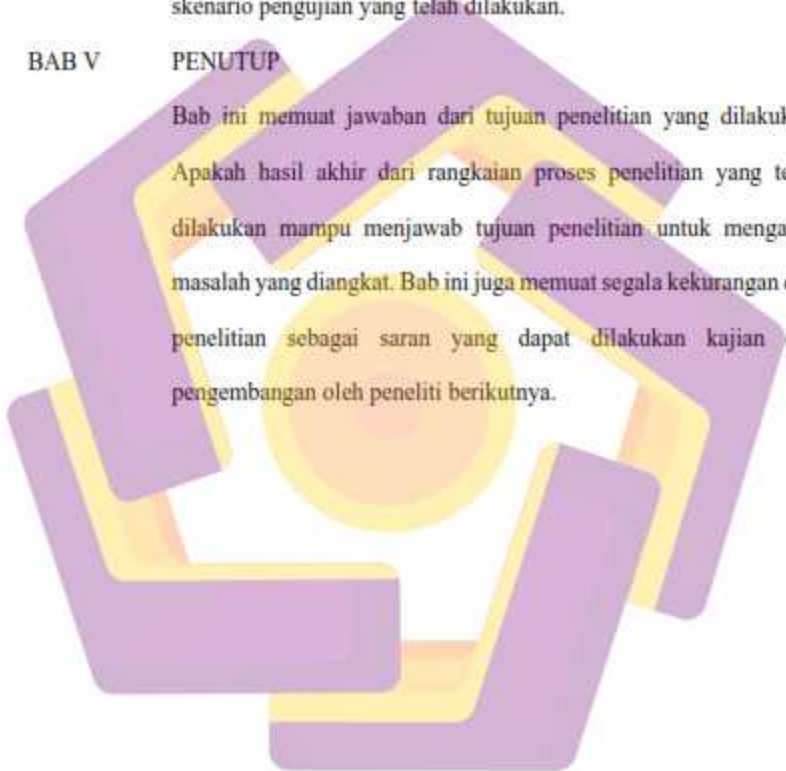 skenario pengujian yang telah dilakukan.
BAB V PENUTUP
Bab ini memuat jawaban dari tujuan penelitian yang
Apakah hasil akhir dari rangkaian proses penelitian yang
dilakukan mampu menjawab tujuan penelitian untuk
masalah yang diangkat. Bab ini juga memuat segala kekurangan
penelitian sebagai saran yang dapat dilakukan kajian
pengembangan oleh peneliti berikutnya.